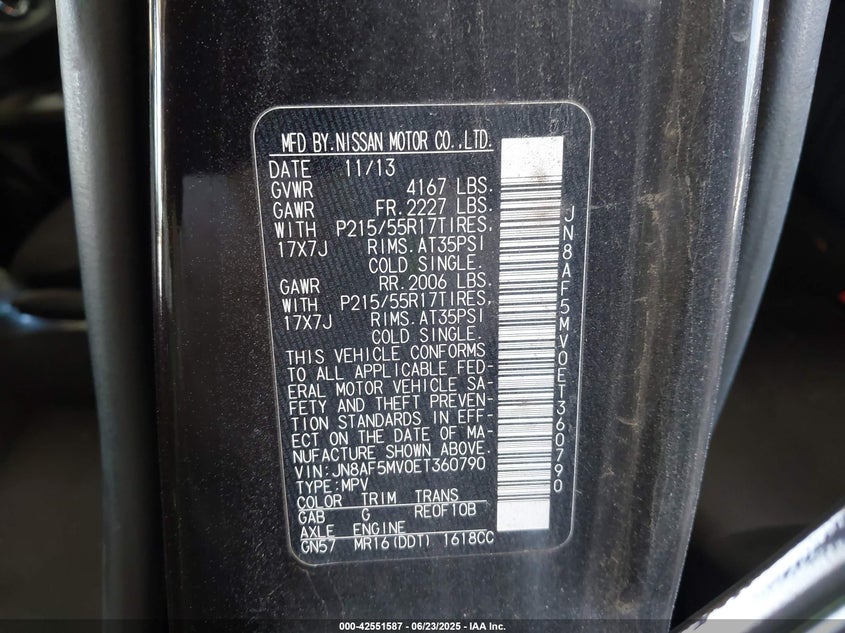 MFD BY.NISSAN MOTOR CO.,LTD.
DATE 11/13
GVWR 4167 LBS.
GAWR FR. 2227 LBS.
WITH P215/55R17TIRES,
17X7J RIMS.AT35PSI
COLD SINGLE.
GAWR RR. 2006 LBS.
WITH P215/55R17TIRES,
17X7J RIMS.AT35PSI
COLD SINGLE.
THIS VEHICLE CONFORMS
TO ALL APPLICABLE FED-
ERAL MOTOR VEHICLE SA-
FETY AND THEFT PREVEN-
TION STANDARDS IN EFF-
ECT ON THE DATE OF MA-
NUFACTURE SHOWN ABOVE.
VIN:JN8AF5MV0ET360790
TYPE:MPV
COLOR TRIM TRANS
GAB G RE0F10B
AXLE ENGINE
GN57 MR16(DDT) 1618CC
JN8AF5MV0ET360790
000-42551587 - 06/23/2025 - IAA Inc.